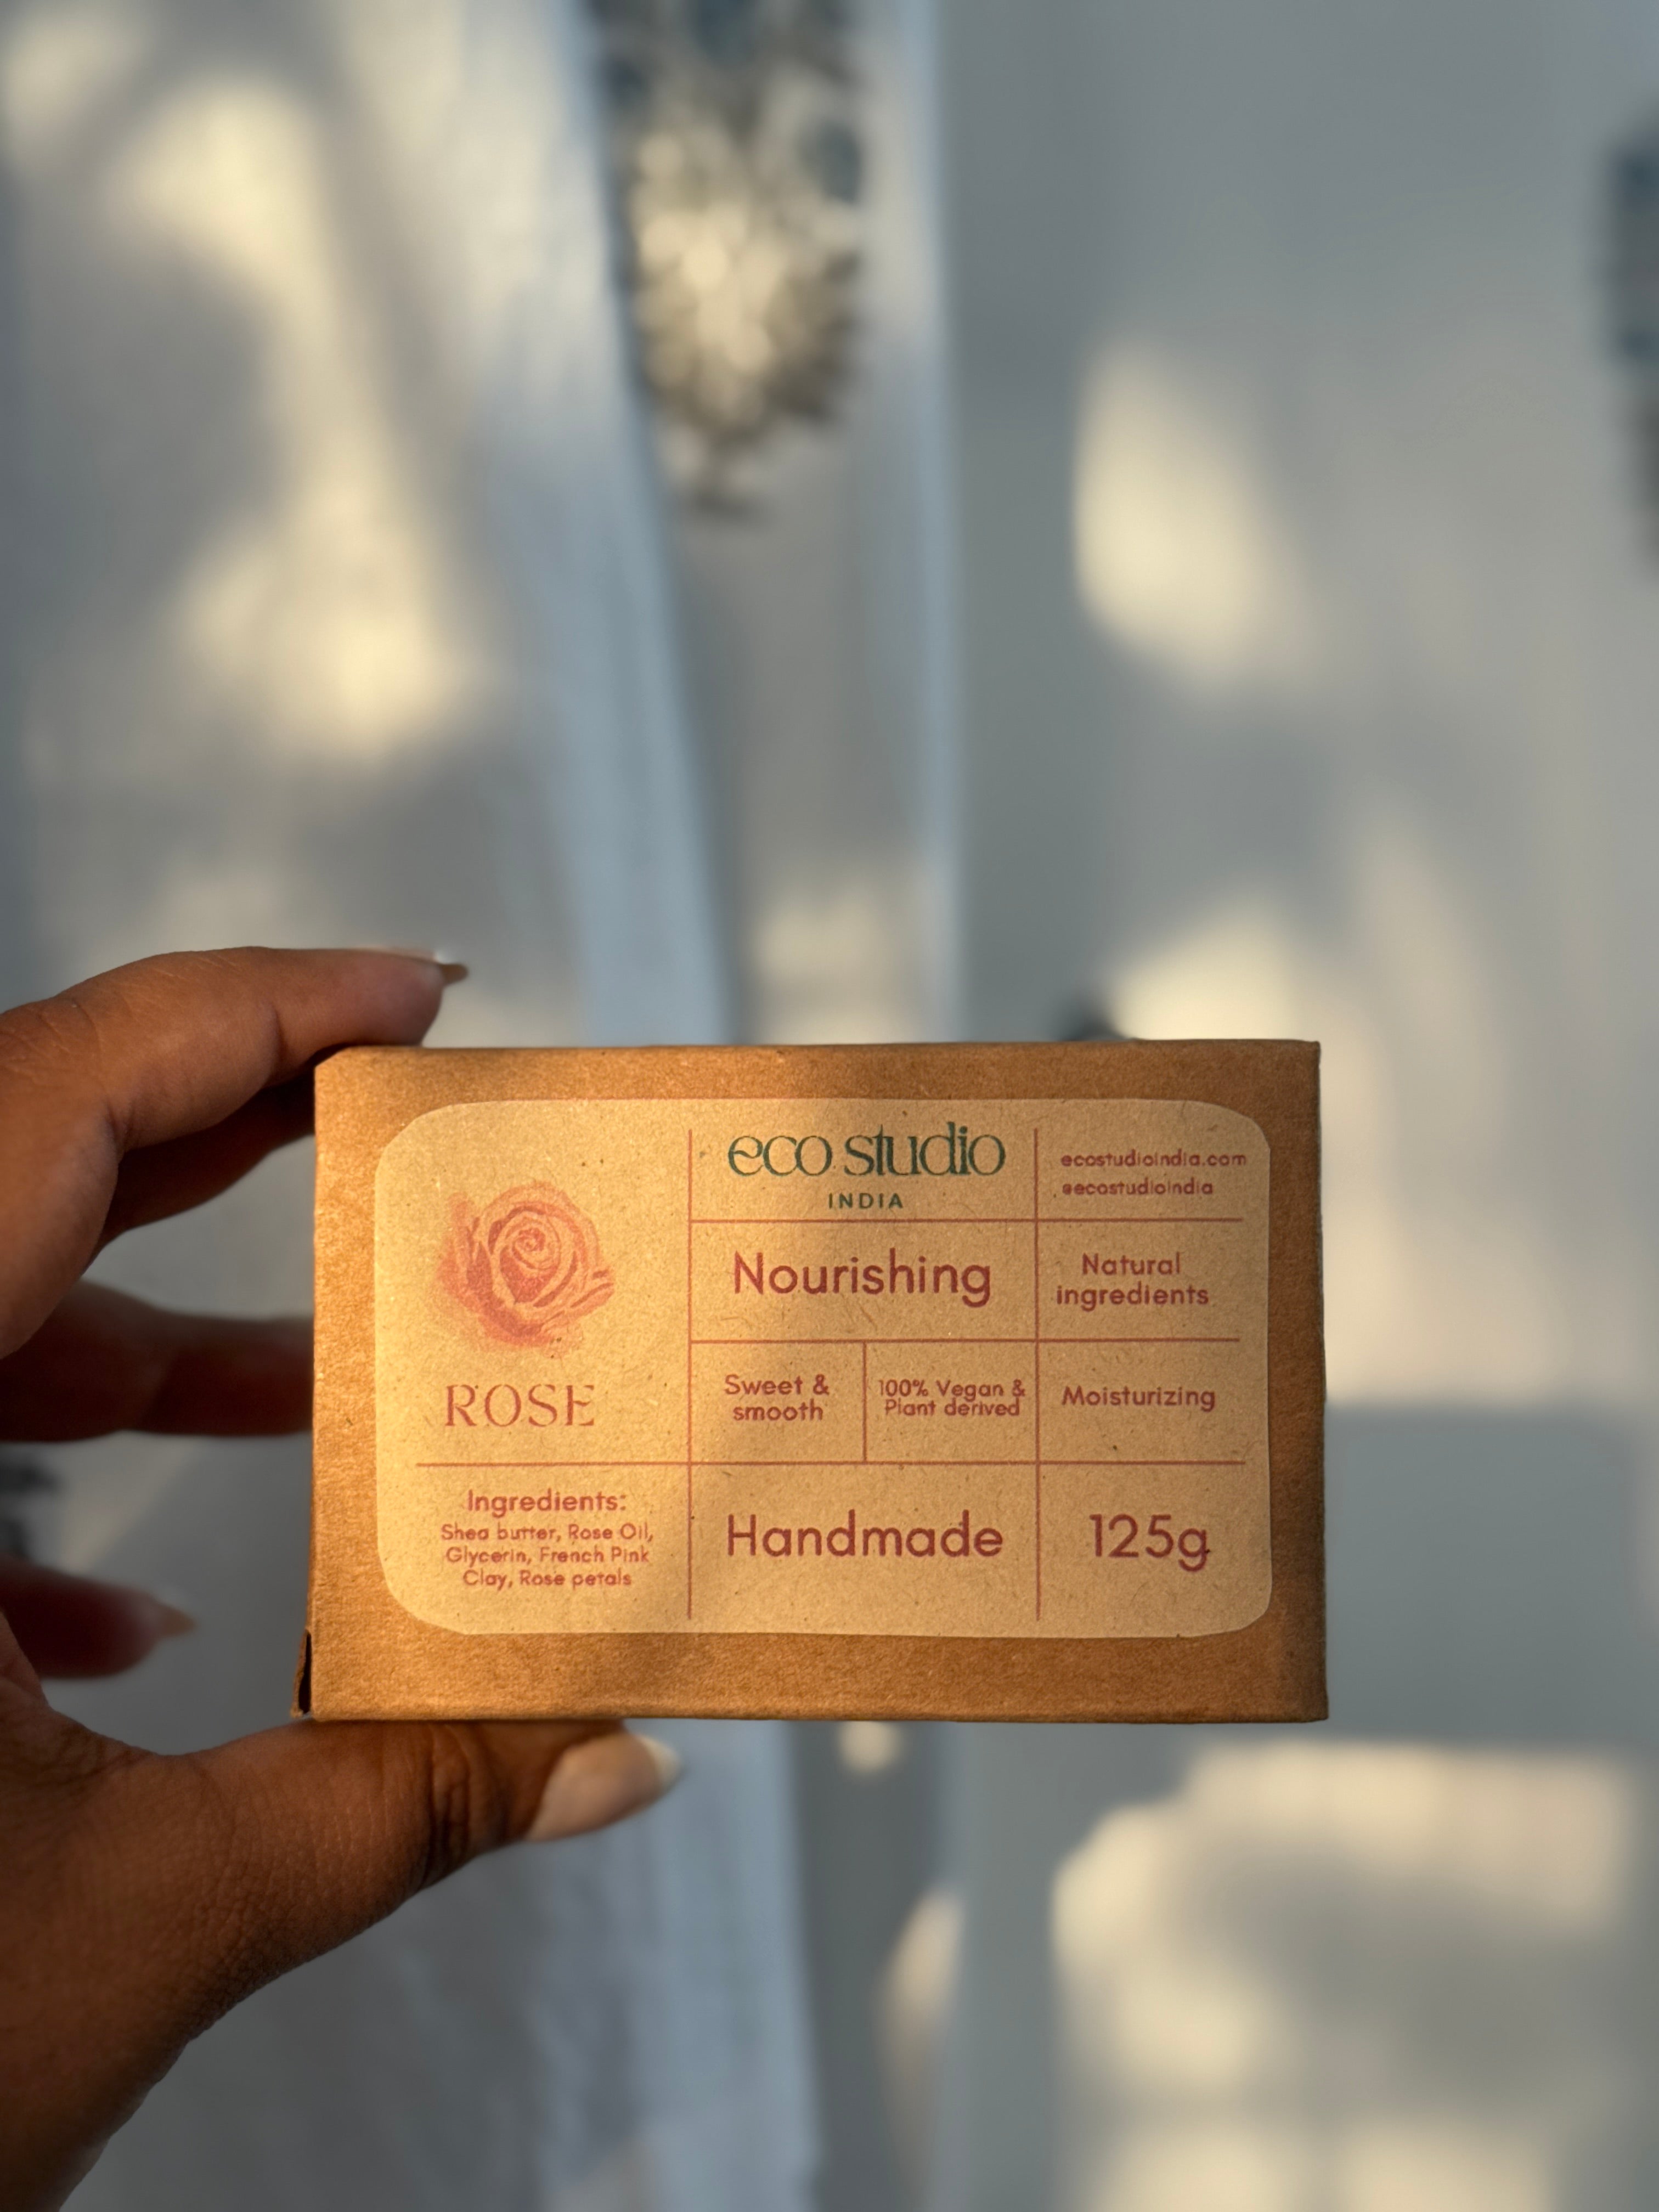 eco studio
INDIA
ecostudioindia.com
@ecostudioindia
ROSE
Nourishing
Natural
ingredients
Sweet &
smooth
100% Vegan &
Plant derived
Moisturizing
Ingredients:
Shea butter, Rose Oil,
Glycerin, French Pink
Clay, Rose petals
Handmade
125g